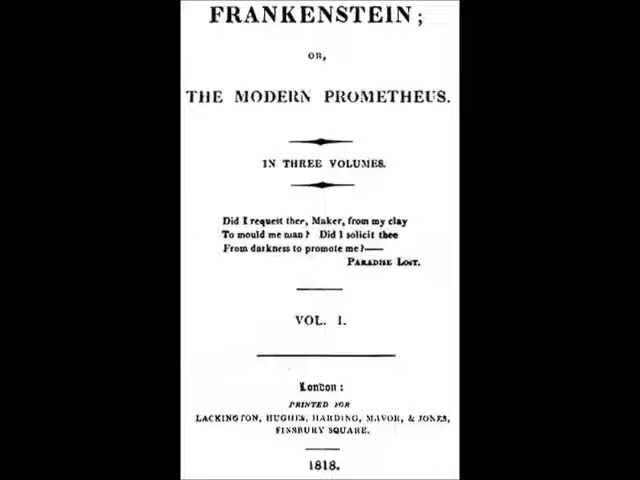 FRANKENSTEIN;
OR,
THE MODERN PROMETHEUS.
IN THREE VOLUMES.
Did I request thee, Maker, from my clay
To mould me man? Did I solicit thee
From darkness to promote me?——
PARADISE LOST.
VOL. I.
London:
PRINTED FOR
LACKINGTON, HUGHES, HARDING, MAVOR, & JONES,
FINSBURY SQUARE.
1818.